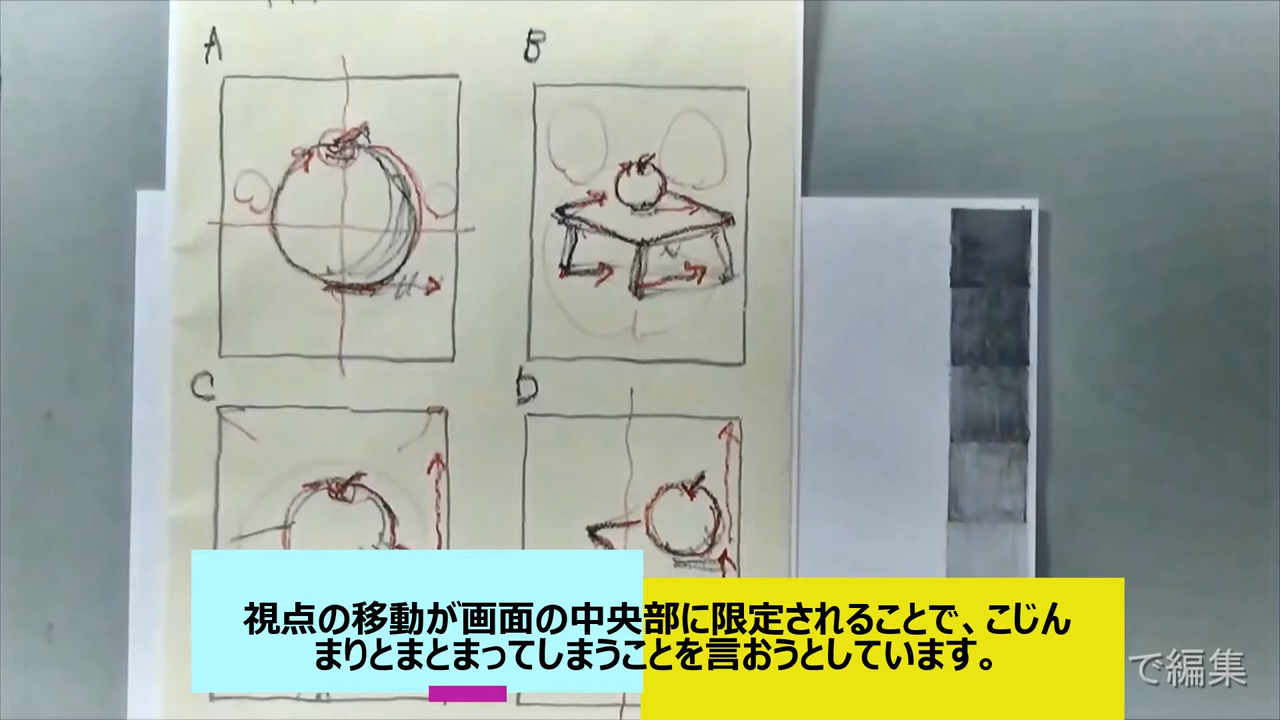 A
B
C
D
視点の移動が画面の中央部に限定されることで、こじん
まりとまとまってしまうことを言おうとしています。
で編集